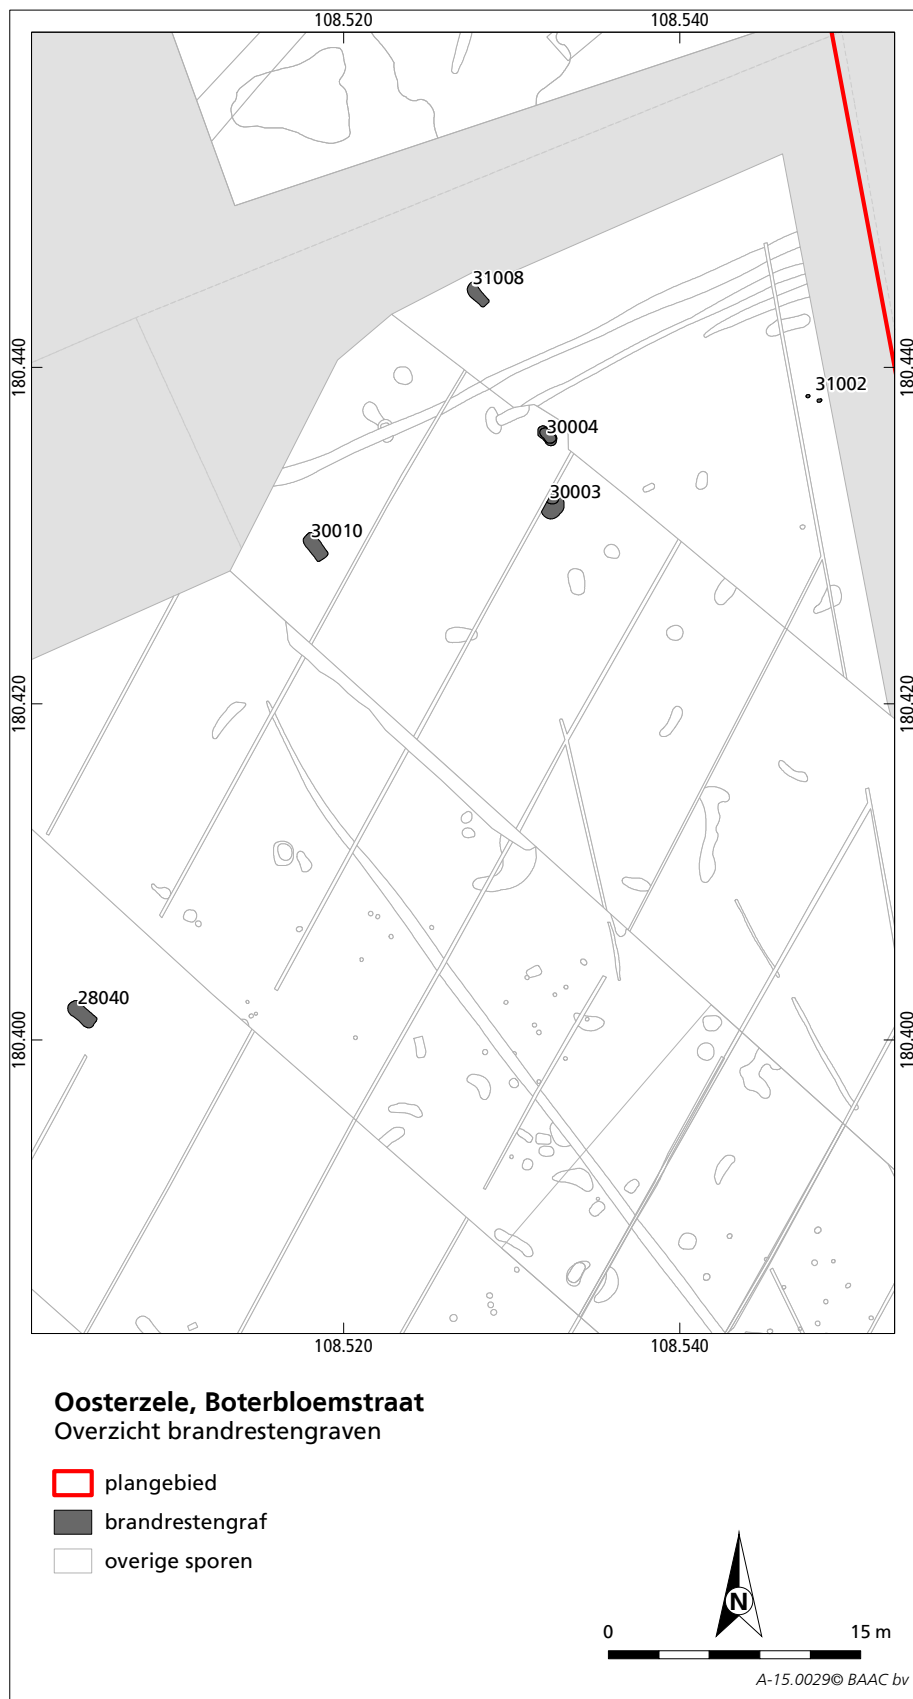 108.520
108.540
31008
180.440
180.440
31002
30004
30003
30010
180.420
180.420
28040
180.400
180.400
108.520
108.540
Oosterzele, Boterbloemstraat
Overzicht brandrestengraven
plangebied
brandrestengraf
overige sporen
N
0
15 m
A-15.0029© BAAC bv